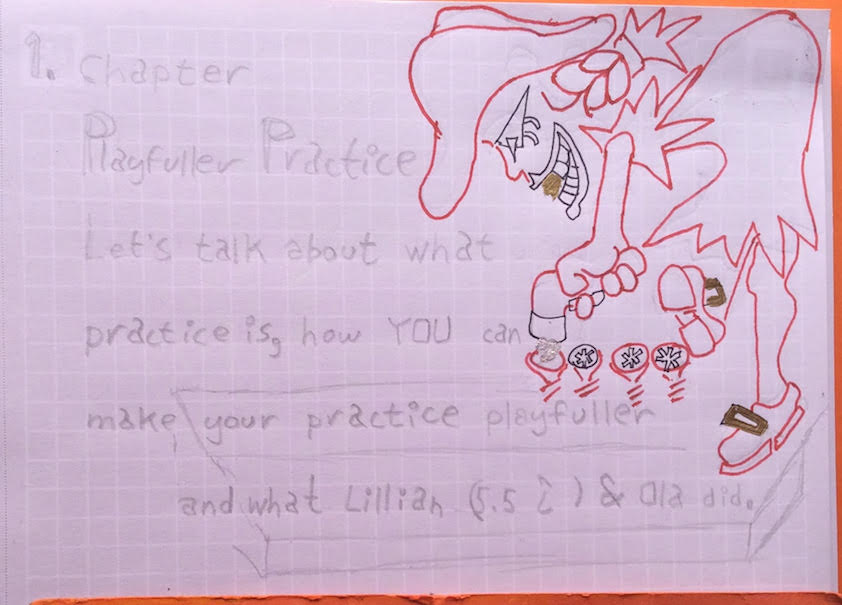 1. Chapter
Playfuller Practice
Let's talk about what
practice is, how YOU can
make your practice playfuller
and what Lillian (5.5 ) & Ola did.